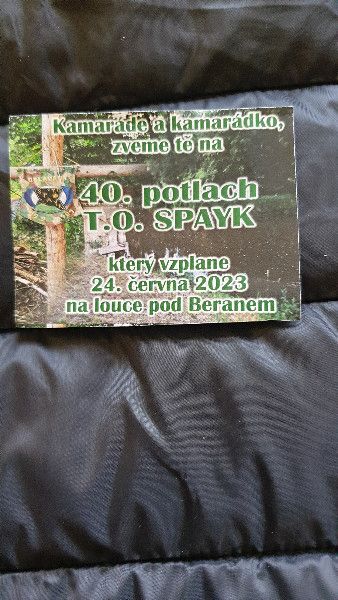 Kamaráde a kamarádko,
zveme tě na
40. potlach
T.O. SPAYK
který vzplane
24. června 2023
na louce pod Beranem